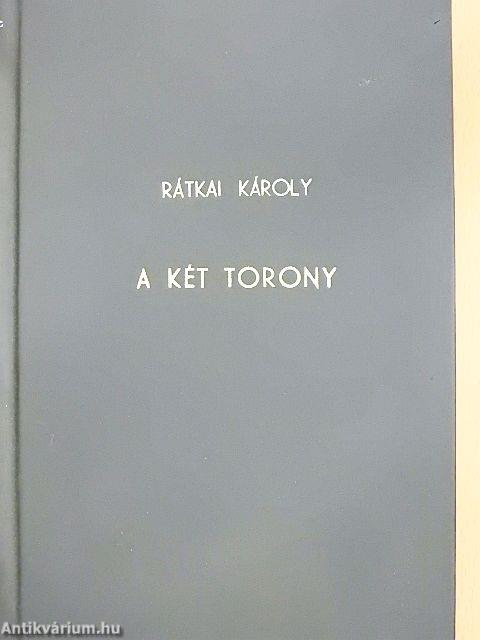 RÁTKAI KÁROLY
A KÉT TORONY
Antikvárium.hu